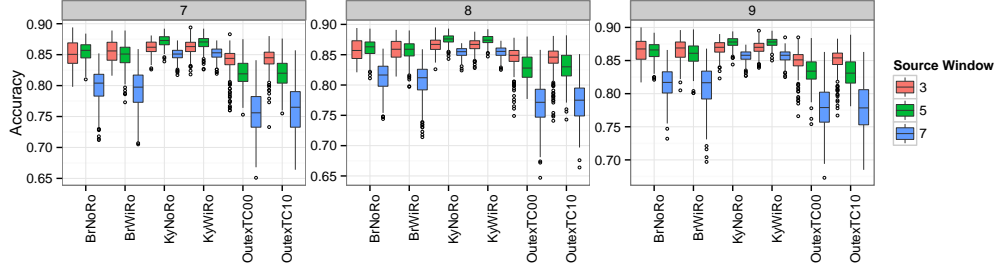 7
8
9
Accuracy
0.90
0.85
0.80
0.75
0.70
0.65
0.90
0.85
0.80
0.75
0.70
0.65
0.90
0.85
0.80
0.75
0.70
BrNoRo
BrWiRo
KyNoRo
KyWiRo
OutexTC00
OutexTC10
BrNoRo
BrWiRo
KyNoRo
KyWiRo
OutexTC00
OutexTC10
BrNoRo
BrWiRo
KyNoRo
KyWiRo
OutexTC00
OutexTC10
Source Window
3
5
7